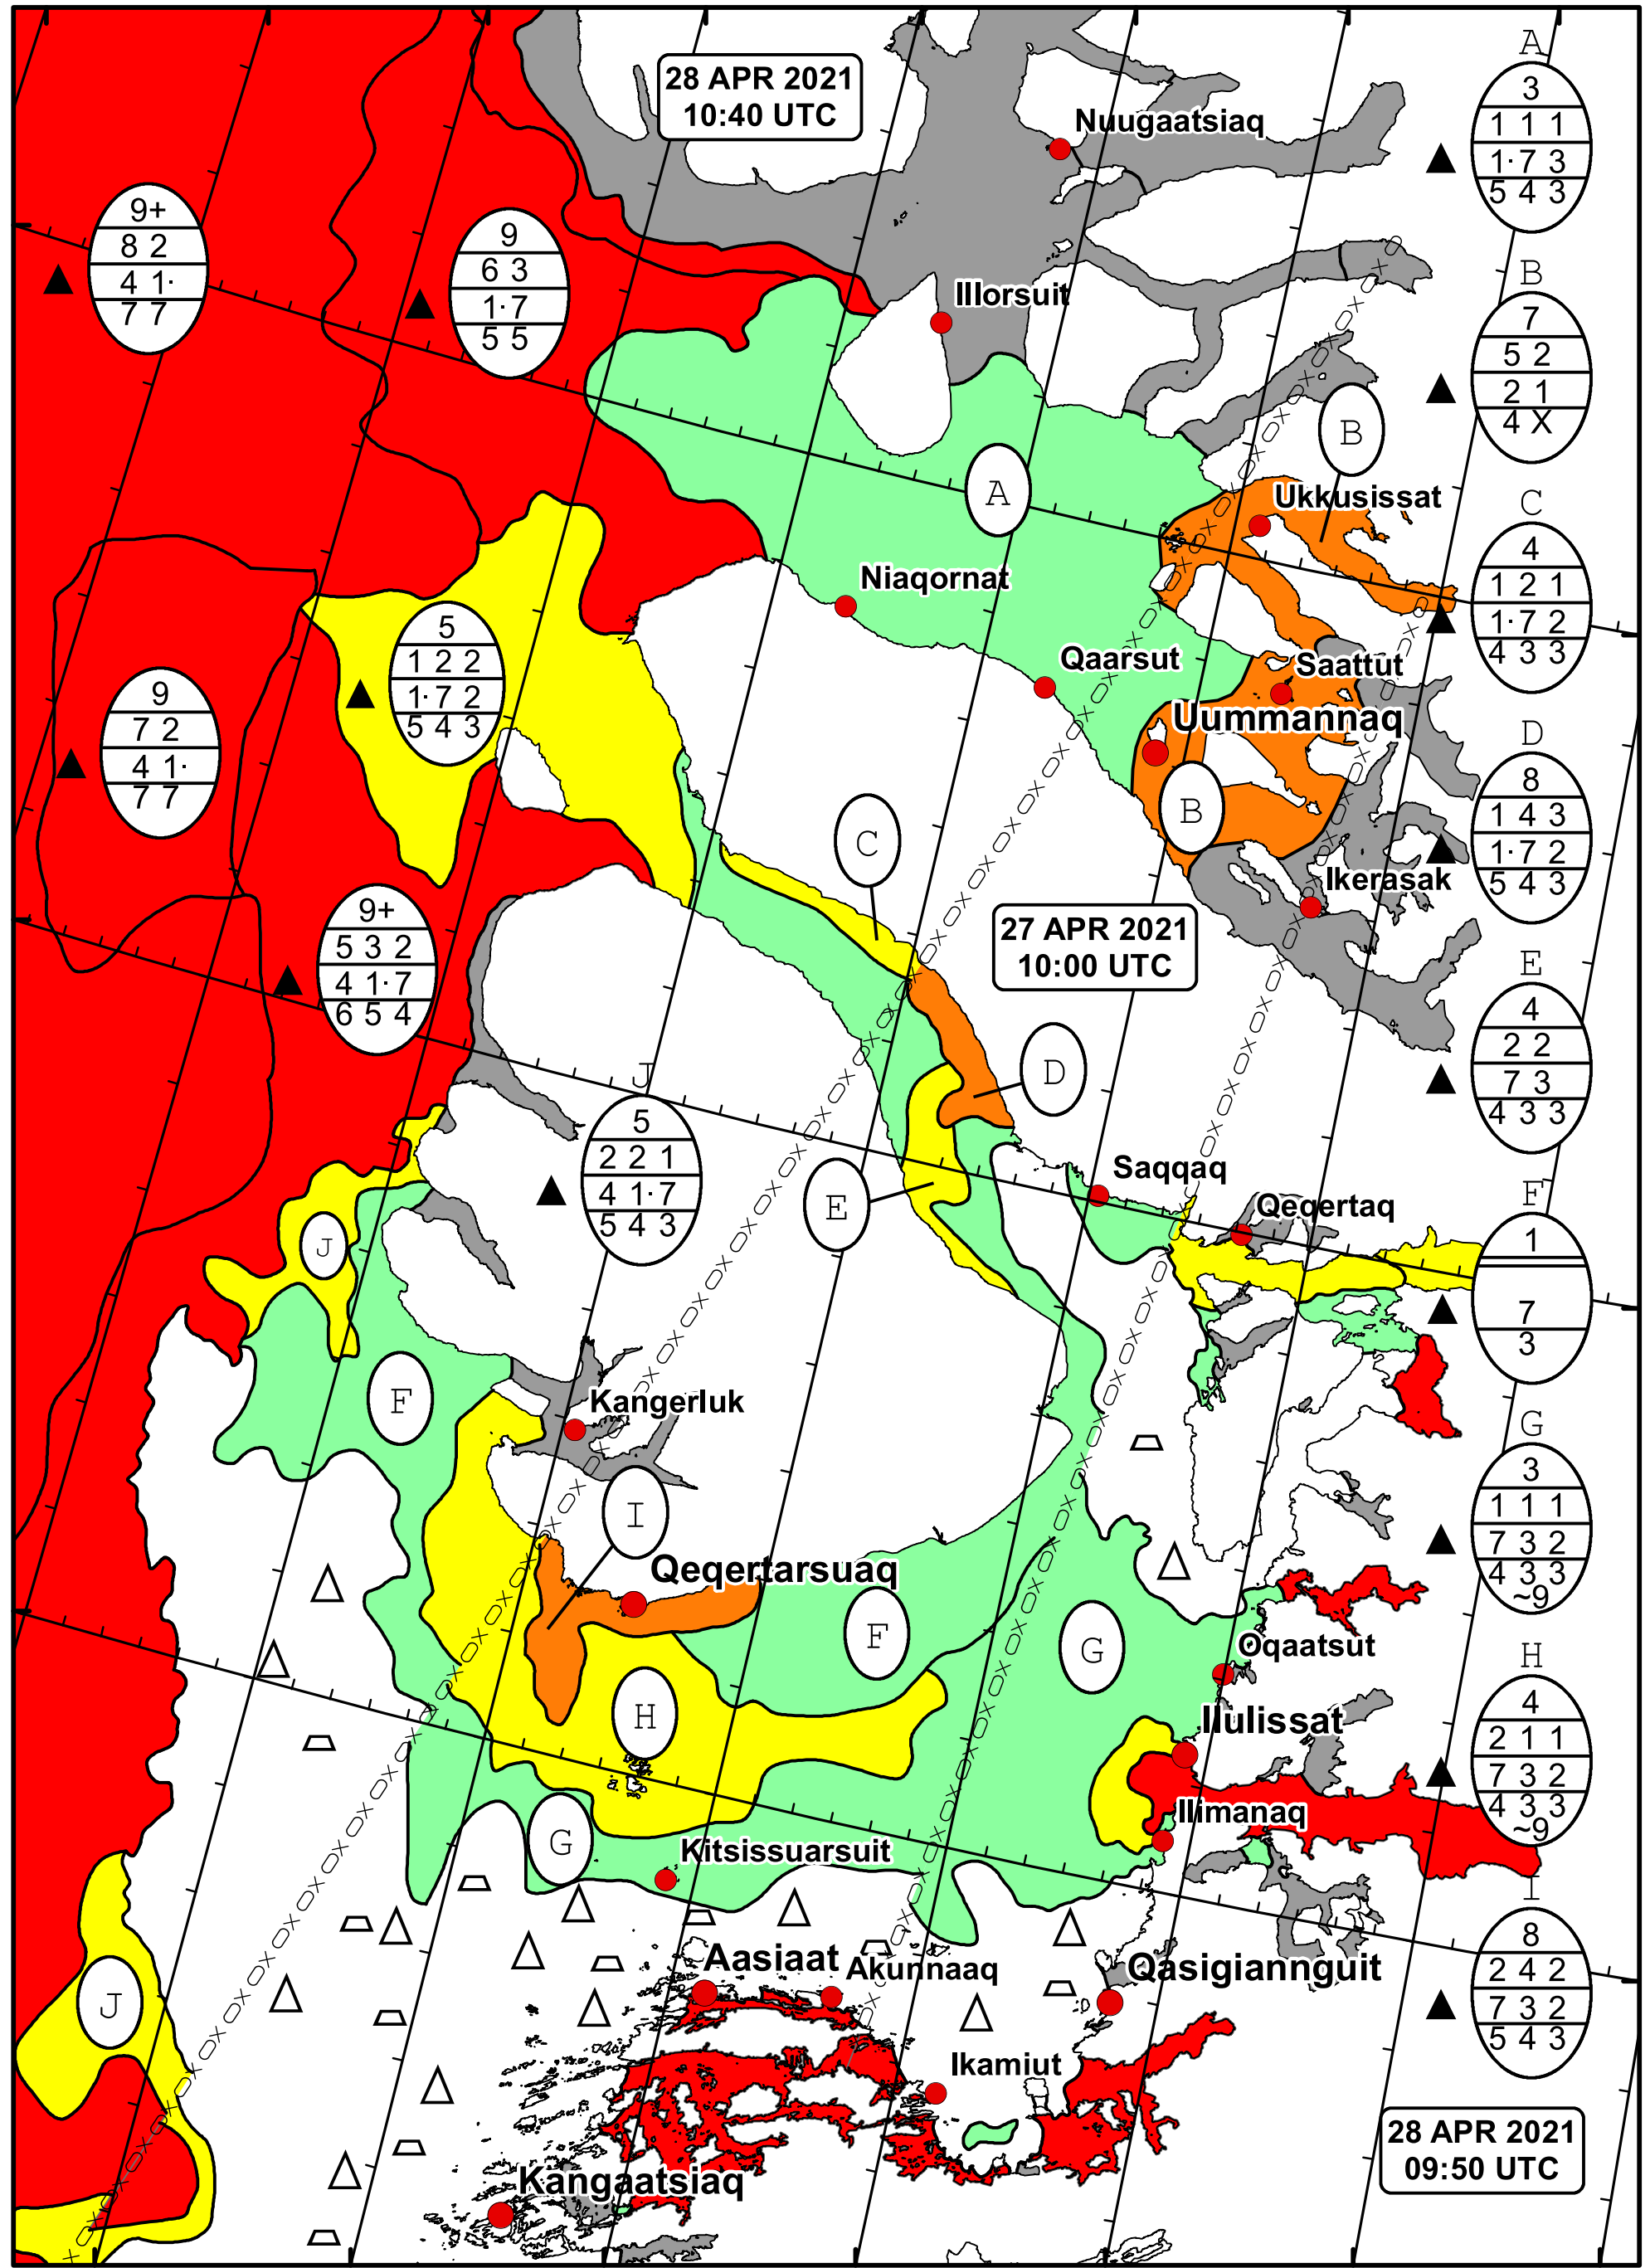 28 APR 2021
10:40 UTC
Nuugaatsiaq
A
3
1 1 1
1· 7 3
5 4 3
9+
8 2
4 1·
7 7
9
6 3
1· 7
5 5
Illorsuit
B
7
5 2
2 1
4 X
B
A
Ukkusissat
C
4
1 2 1
1· 7 2
4 3 3
Niaqornat
5
1 2 2
1· 7 2
5 4 3
Qaarsut
Saattut
Uummannaq
9
7 2
4 1·
7 7
D
8
1 4 3
1· 7 2
5 4 3
B
C
Ikerasak
9+
5 3 2
4 1· 7
6 5 4
27 APR 2021
10:00 UTC
E
4
2 2
7 3
4 3 3
D
J
5
2 2 1
4 1· 7
5 4 3
Saqqaq
E
Qeqertaq
F
1
7
3
J
F
Kangerluk
G
3
1 1 1
7 3 2
4 3 3
~9
I
Qeqertarsuaq
F
G
Oqaatsut
H
4
2 1 1
7 3 2
4 3 3
~9
H
Ilulissat
Ilimanaq
G
Kitsissuarsuit
I
8
2 4 2
7 3 2
5 4 3
Aasiaat
Akunnaaq
Qasigiannguit
J
Ikamiut
28 APR 2021
09:50 UTC
Kangaatsiaq